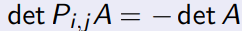 det P_{i,j}A = − det A